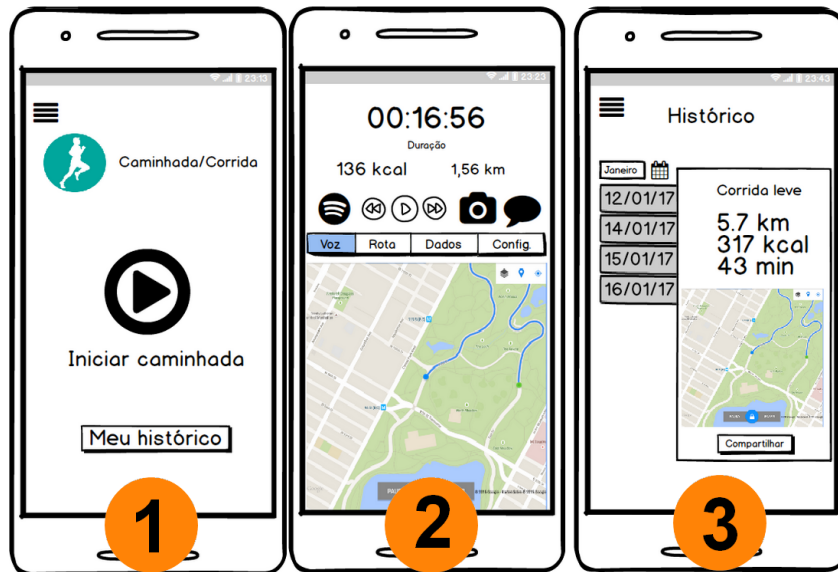 23:13
Caminhada/Corrida
Iniciar caminhada
Meu histórico
1
23:23
00:16:56
Duração
136 kcal 1,56 km
Voz Rota Dados Config.
2
23:43
Histórico
Janeiro
12/01/17
14/01/17
15/01/17
16/01/17
Corrida leve
5.7 km
317 kcal
43 min
Compartilhar
3